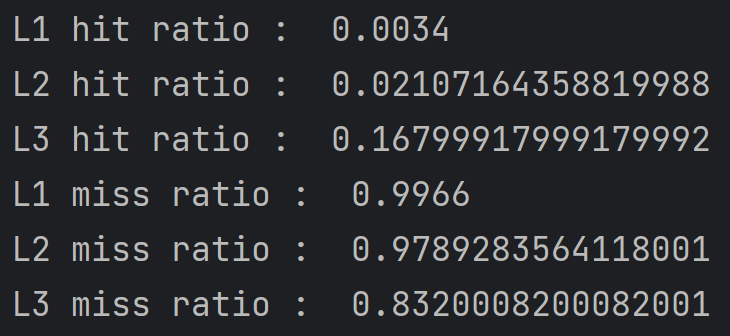 L1 hit ratio :  0.0034
L2 hit ratio :  0.02107164358819988
L3 hit ratio :  0.16799917999179992
L1 miss ratio :  0.9966
L2 miss ratio :  0.9789283564118001
L3 miss ratio :  0.8320008200082001